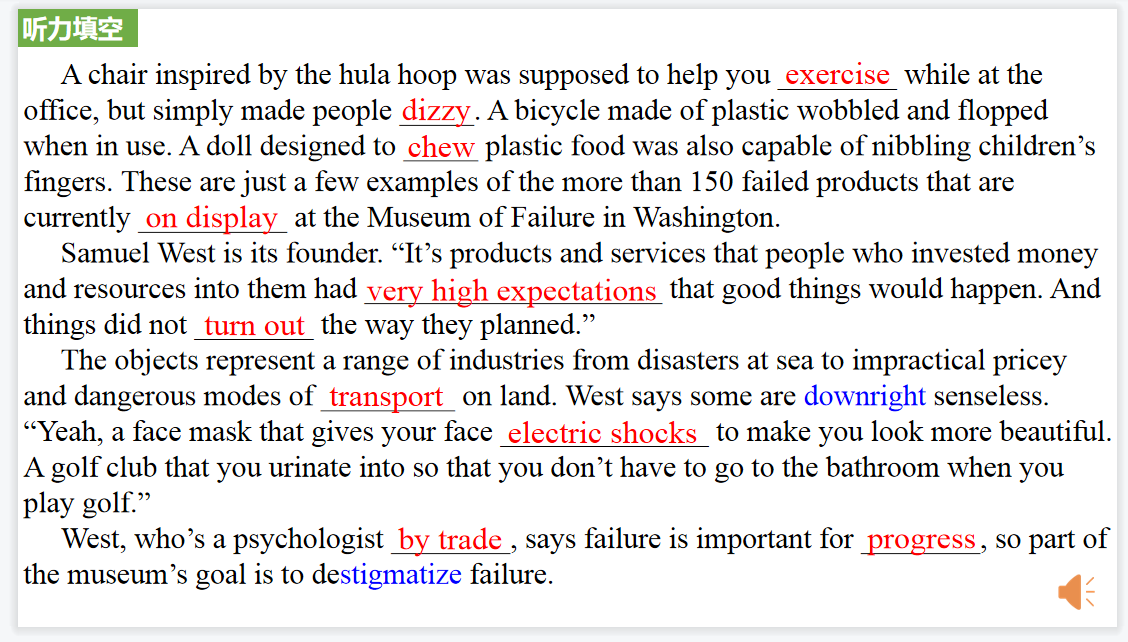 听力填空
A chair inspired by the hula hoop was supposed to help you exercise while at the
office, but simply made people dizzy. A bicycle made of plastic wobbled and flopped
when in use. A doll designed to chew plastic food was also capable of nibbling children’s
fingers. These are just a few examples of the more than 150 failed products that are
currently on display at the Museum of Failure in Washington.
Samuel West is its founder. “It’s products and services that people who invested money
and resources into them had very high expectations that good things would happen. And
things did not turn out the way they planned.”
The objects represent a range of industries from disasters at sea to impractical pricey
and dangerous modes of transport on land. West says some are downright senseless.
“Yeah, a face mask that gives your face electric shocks to make you look more beautiful.
A golf club that you urinate into so that you don’t have to go to the bathroom when you
play golf.”
West, who’s a psychologist by trade, says failure is important for progress, so part of
the museum’s goal is to destigmatize failure.